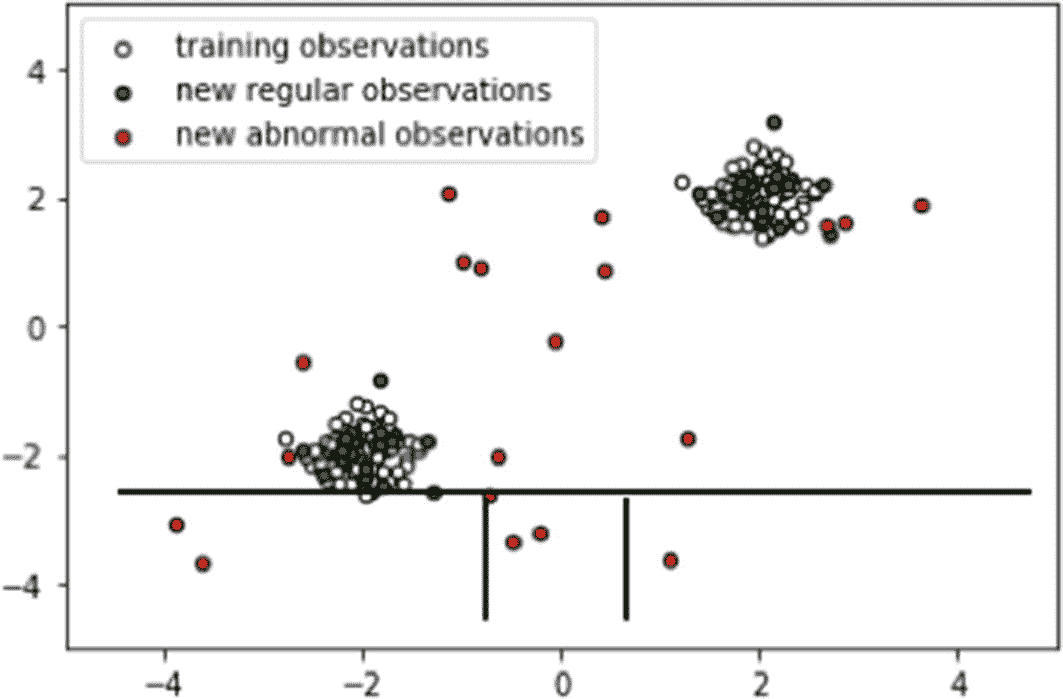 training observations
new regular observations
new abnormal observations
4
2
0
−2
−4
−4 −2 0 2 4